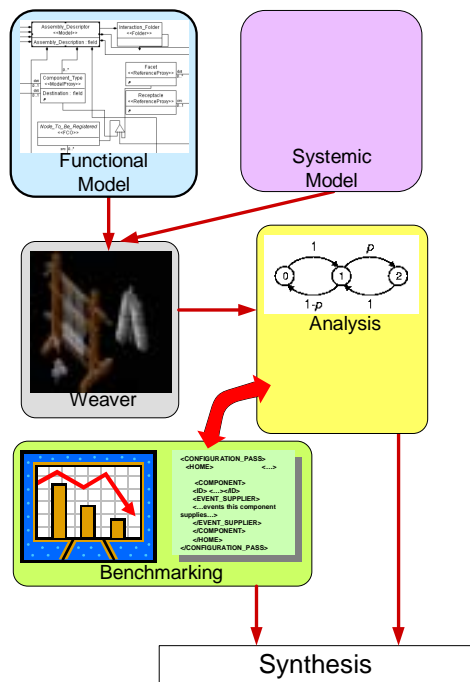 Assembly_Descriptor
<<Model>>
Assembly_Description : field
Interaction_Folder
<<Folder>>
0..*
Facet
<<ReferenceProxy>>
Component_Type
<<ModelProxy>>
Destination : field
Receptacle
<<ReferenceProxy>>
Node_To_Be_Registered
<<FCO>>
0..*
Functional
Model
Systemic
Model
1
p
0
1
2
1-p
1
Analysis
Weaver
<CONFIGURATION_PASS>
<HOME> <...>
<COMPONENT>
<ID> <...></ID>
<EVENT_SUPPLIER>
<...events this component
supplies...>
</EVENT_SUPPLIER>
</COMPONENT>
</HOME>
</CONFIGURATION_PASS>
Benchmarking
Synthesis